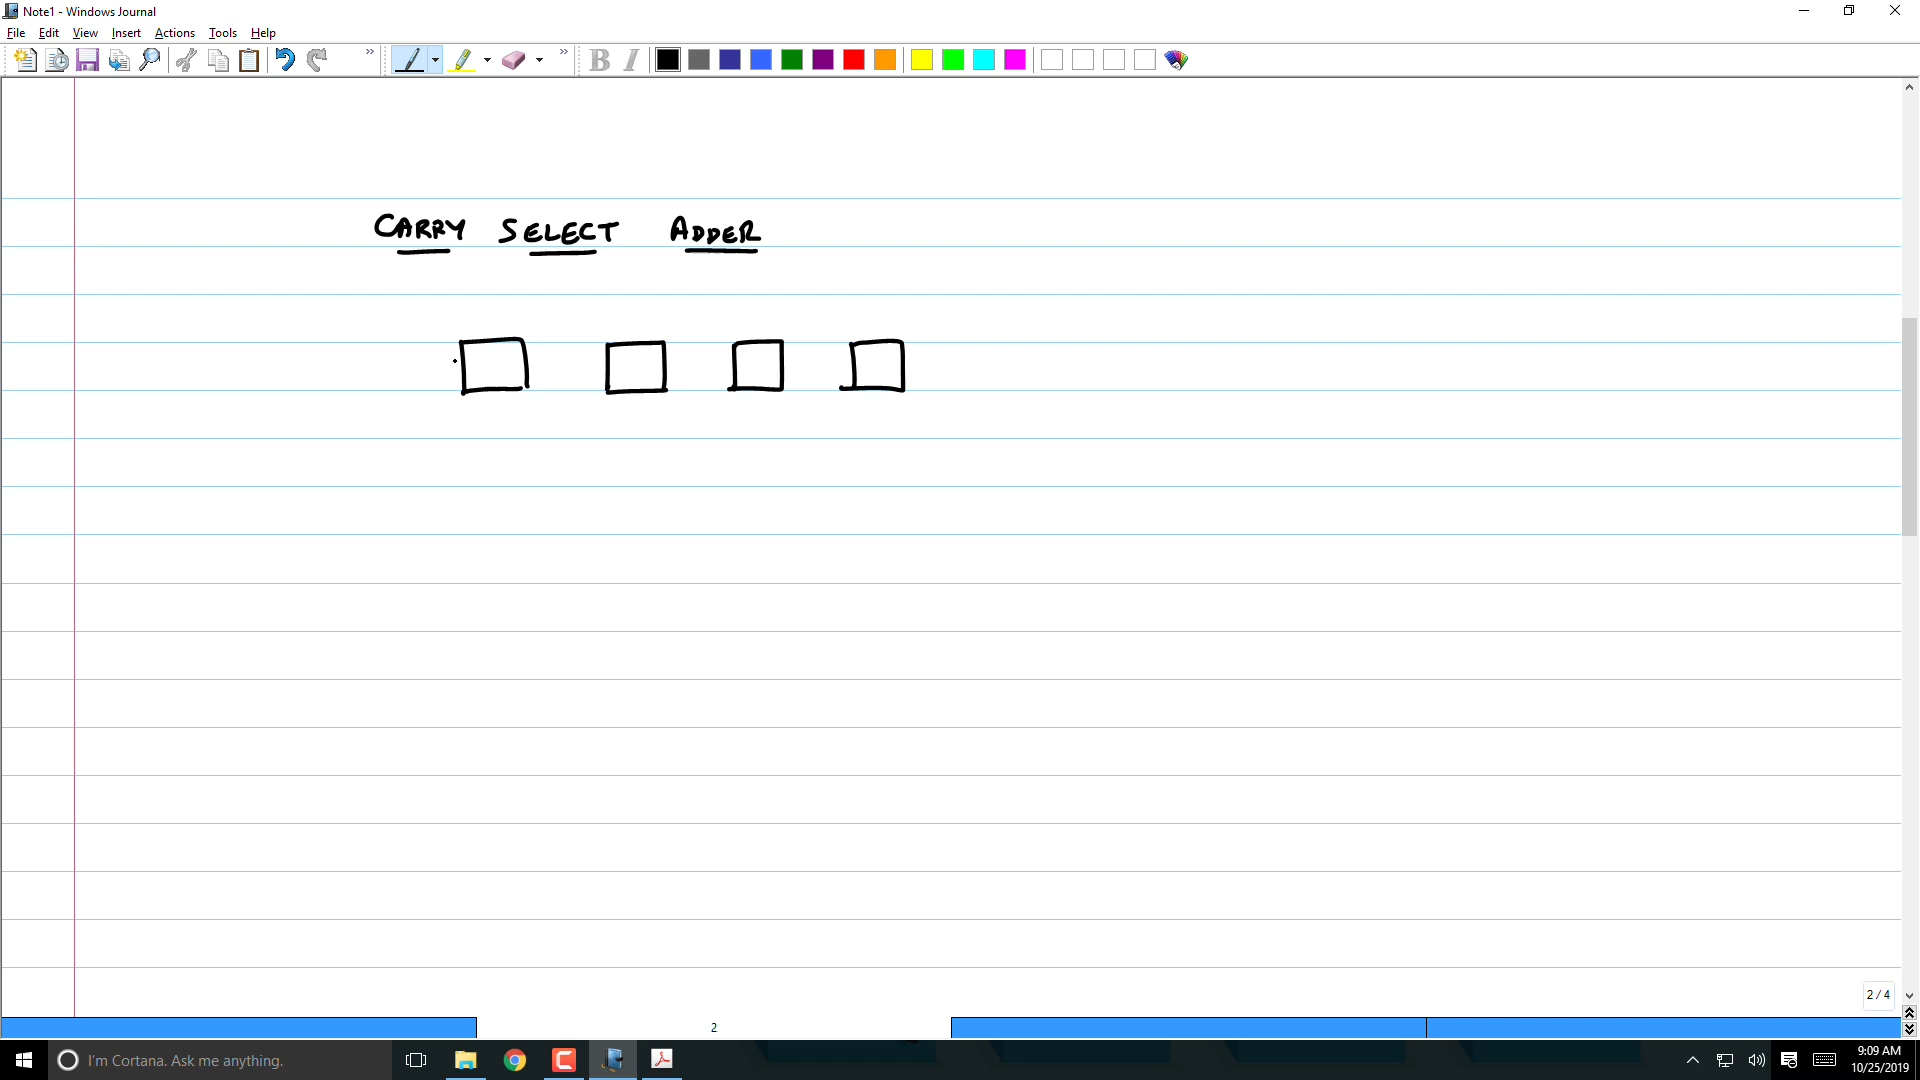 Note1 - Windows Journal
File Edit View Insert Actions Tools Help
B I
CARRY SELECT ADDER
2 / 4
2
I'm Cortana. Ask me anything.
9:09 AM
10/25/2019